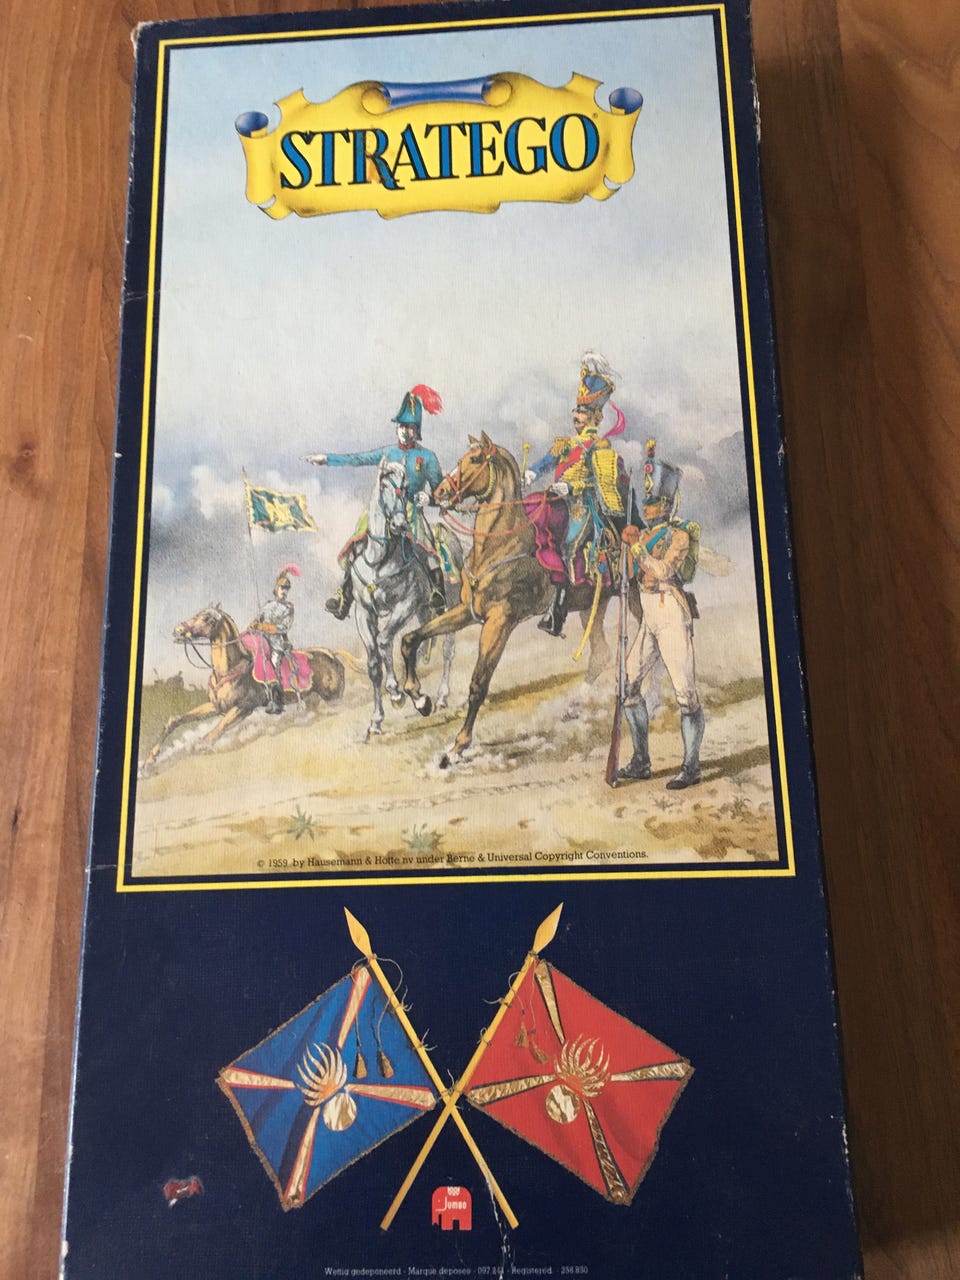 STRATEGO®
© 1959 by Hausemann & Hötte nv under Berne & Universal Copyright Conventions.
JUMBO
Wettig gedeponeerd - Marque deposee - 097.241 - Registered - 258.830